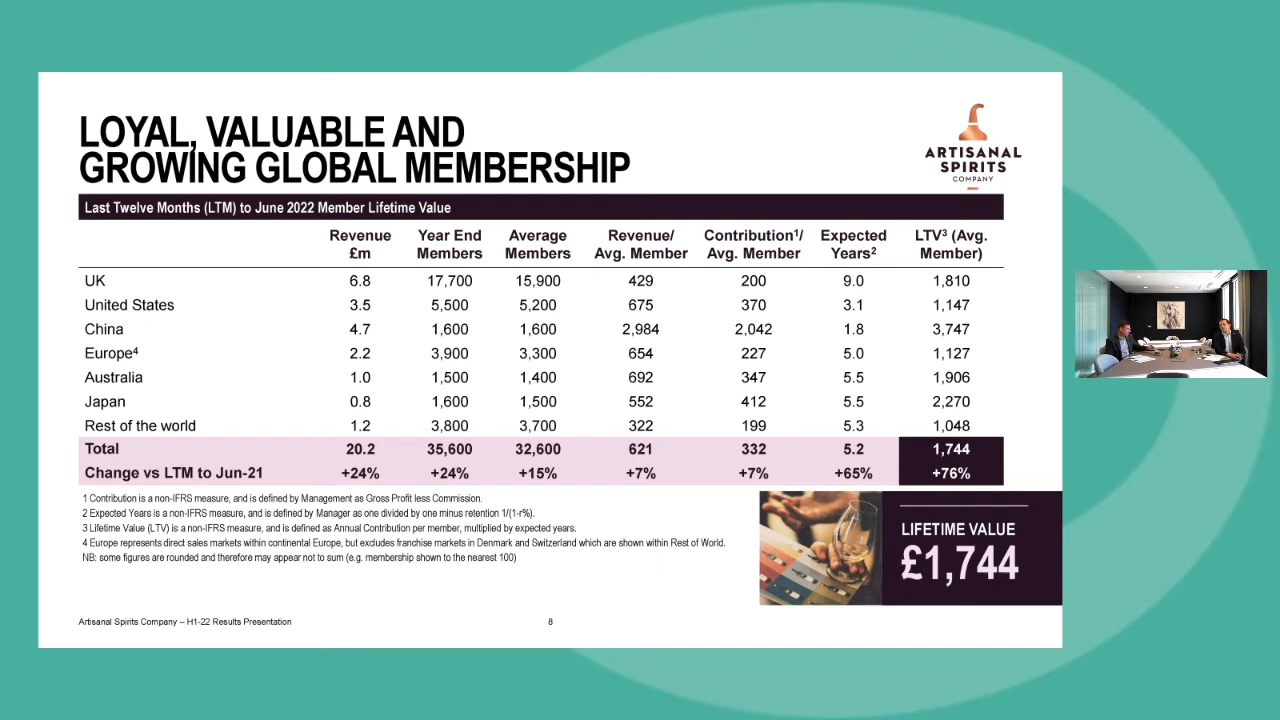 LOYAL, VALUABLE AND
GROWING GLOBAL MEMBERSHIP
ARTISANAL
SPIRITS
COMPANY
Last Twelve Months (LTM) to June 2022 Member Lifetime Value
Revenue £m Year End Members Average Members Revenue/ Avg. Member Contribution¹/ Avg. Member Expected Years² LTV³ (Avg. Member)
UK 6.8 17,700 15,900 429 200 9.0 1,810
United States 3.5 5,500 5,200 675 370 3.1 1,147
China 4.7 1,600 1,600 2,984 2,042 1.8 3,747
Europe⁴ 2.2 3,900 3,300 654 227 5.0 1,127
Australia 1.0 1,500 1,400 692 347 5.5 1,906
Japan 0.8 1,600 1,500 552 412 5.5 2,270
Rest of the world 1.2 3,800 3,700 322 199 5.3 1,048
Total 20.2 35,600 32,600 621 332 5.2 1,744
Change vs LTM to Jun-21 +24% +24% +15% +7% +7% +65% +76%
1 Contribution is a non-IFRS measure, and is defined by Management as Gross Profit less Commission.
2 Expected Years is a non-IFRS measure, and is defined by Manager as one divided by one minus retention 1/(1-r%).
3 Lifetime Value (LTV) is a non-IFRS measure, and is defined as Annual Contribution per member, multiplied by expected years.
4 Europe represents direct sales markets within continental Europe, but excludes franchise markets in Denmark and Switzerland which are shown within Rest of World.
NB: some figures are rounded and therefore may appear not to sum (e.g. membership shown to the nearest 100)
LIFETIME VALUE
£1,744
Artisanal Spirits Company – H1-22 Results Presentation 8